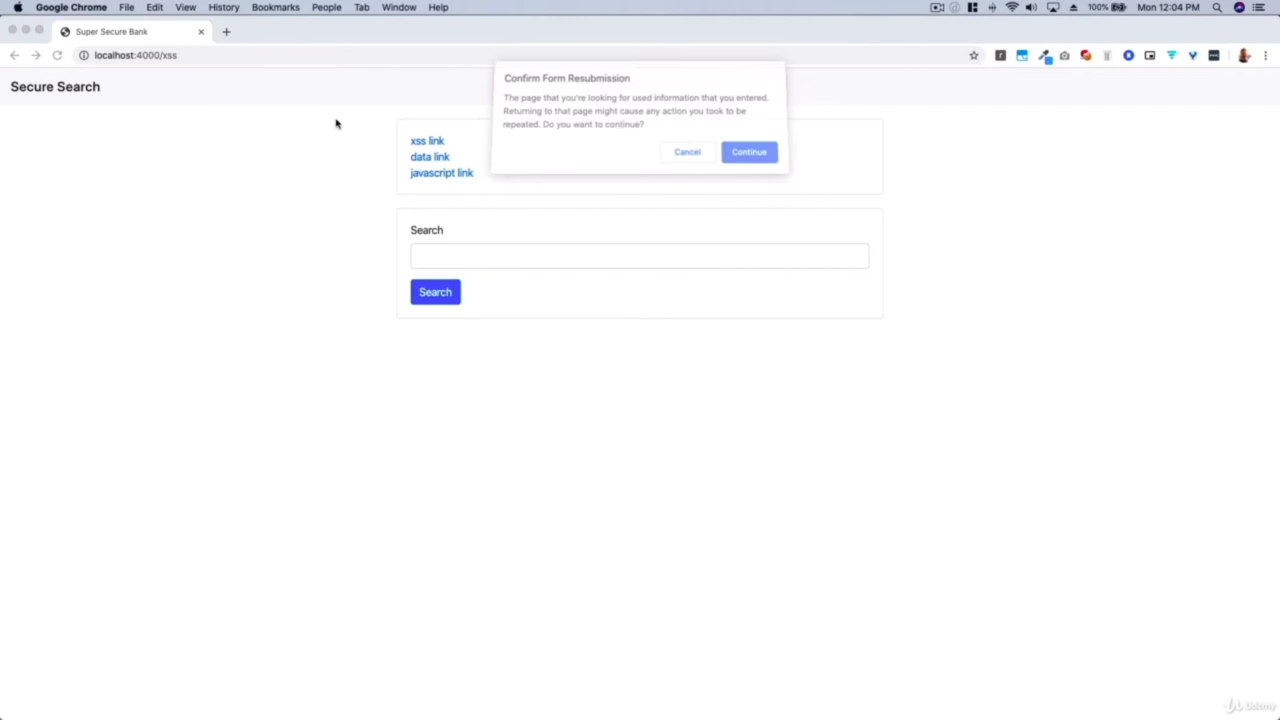 Google Chrome File Edit View History Bookmarks People Tab Window Help 100% Mon 12:04 PM
Super Secure Bank
localhost:4000/xss
Secure Search
Confirm Form Resubmission
The page that you're looking for used information that you entered.
Returning to that page might cause any action you took to be
repeated. Do you want to continue?
Cancel Continue
xss link
data link
javascript link
Search
Search
Udemy